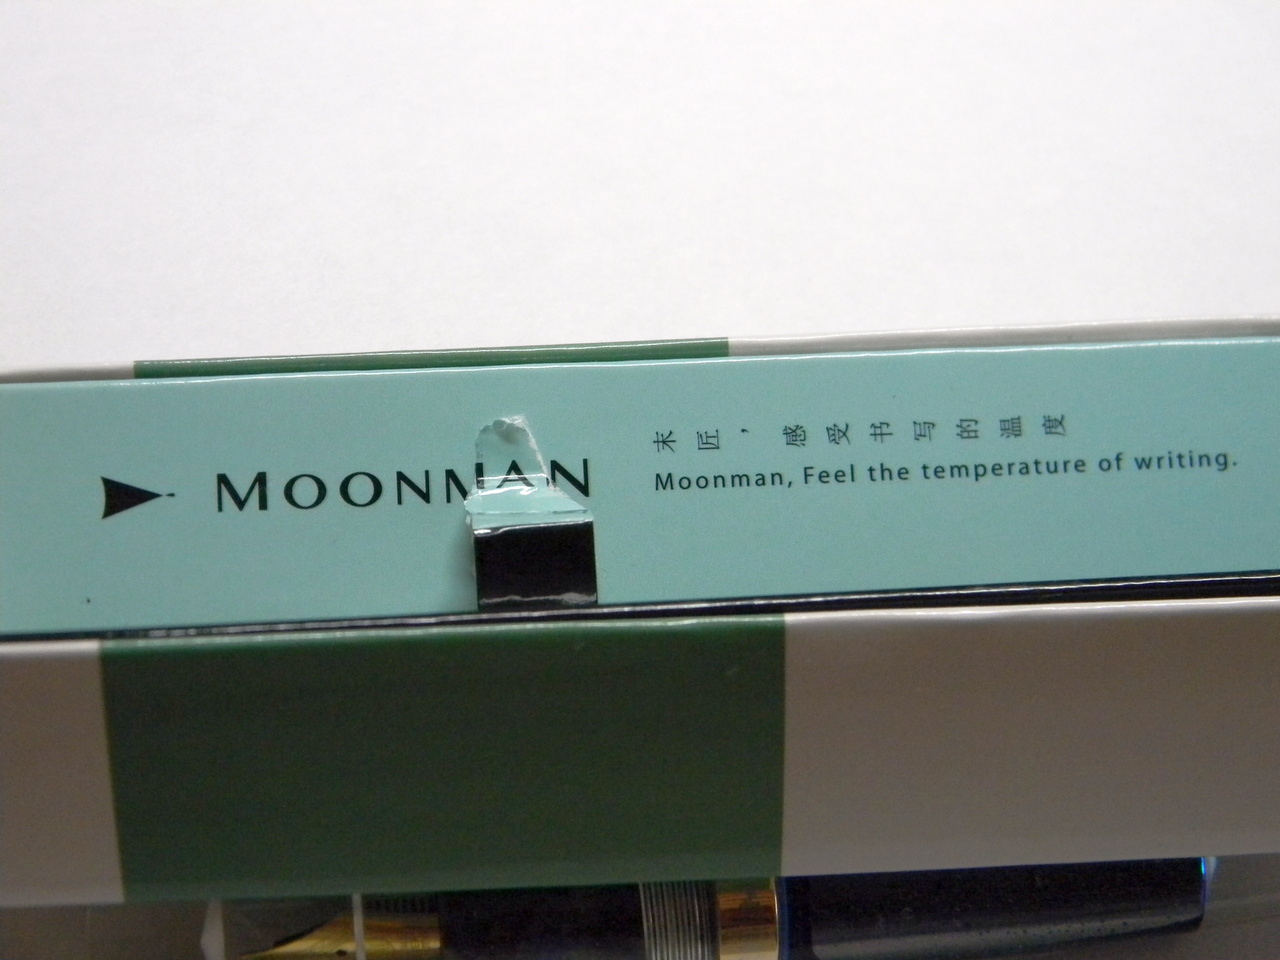 MOONMAN
末匠，感受书写的温度
Moonman, Feel the temperature of writing.